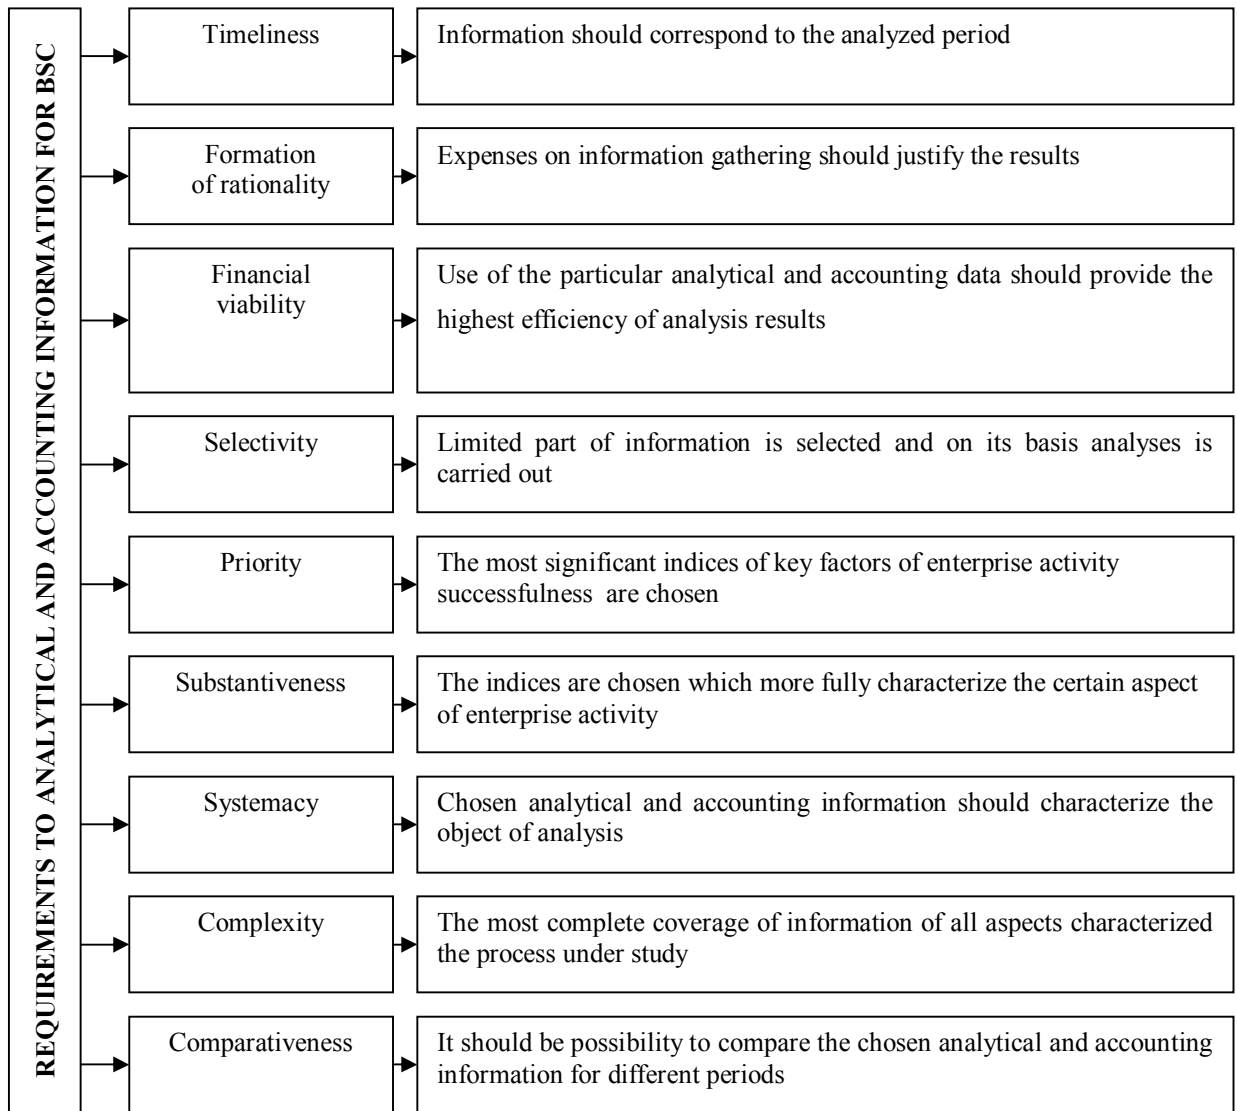 REQUIREMENTS TO ANALYTICAL AND ACCOUNTING INFORMATION FOR BSC
Timeliness
Information should correspond to the analyzed period
Formation
of rationality
Expenses on information gathering should justify the results
Financial
viability
Use of the particular analytical and accounting data should provide the
highest efficiency of analysis results
Selectivity
Limited part of information is selected and on its basis analyses is
carried out
Priority
The most significant indices of key factors of enterprise activity
successfulness are chosen
Substantiveness
The indices are chosen which more fully characterize the certain aspect
of enterprise activity
Systemacy
Chosen analytical and accounting information should characterize the
object of analysis
Complexity
The most complete coverage of information of all aspects characterized
the process under study
Comparativeness
It should be possibility to compare the chosen analytical and accounting
information for different periods